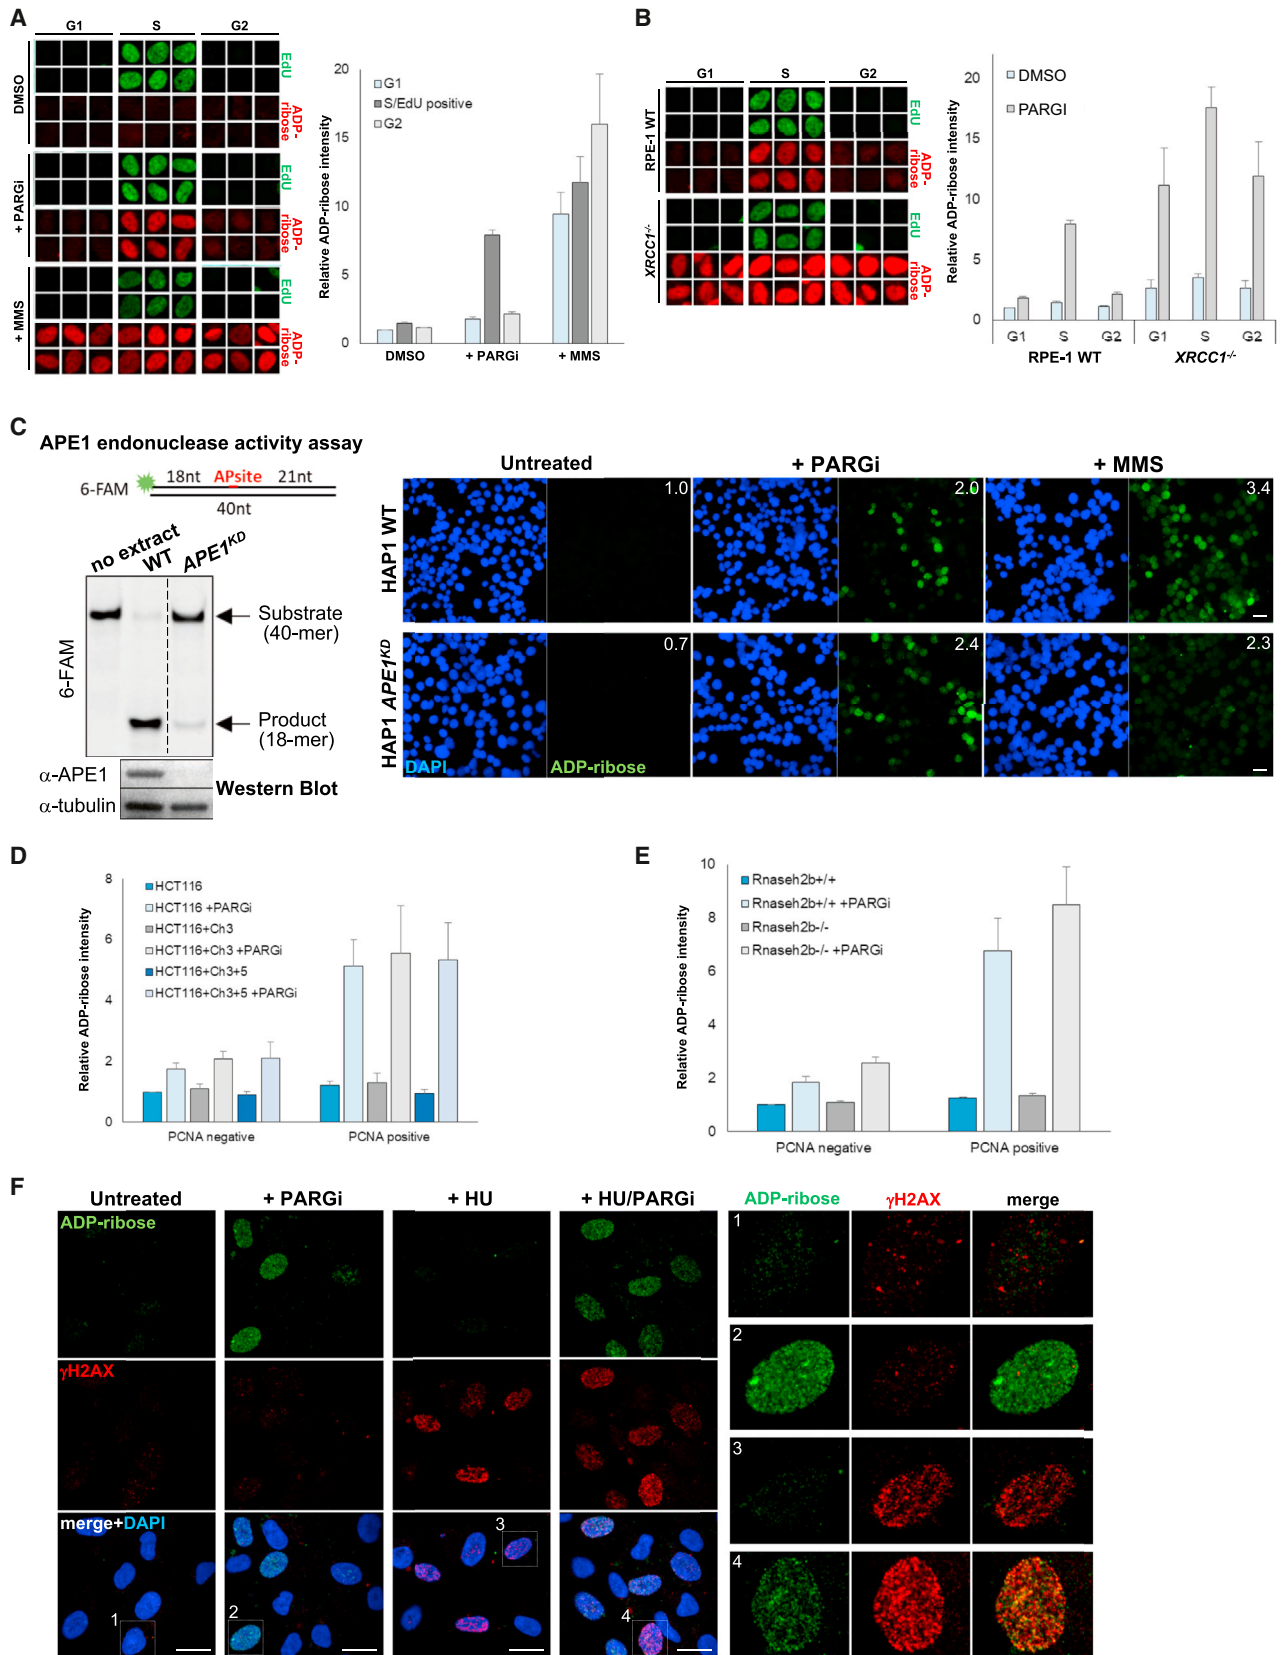 A
G1 S G2
DMSO
EdU
ADP-ribose
+ PARGi
EdU
ADP-ribose
+ MMS
EdU
ADP-ribose
Relative ADP-ribose intensity
20
15
10
5
0
G1
S/EdU positive
G2
DMSO + PARGi + MMS
B
G1 S G2
RPE-1 WT
EdU
ADP-ribose
XRCC1-/-
EdU
ADP-ribose
Relative ADP-ribose intensity
20
15
10
5
0
DMSO
PARGI
G1 S G2 G1 S G2
RPE-1 WT XRCC1-/-
C
APE1 endonuclease activity assay
6-FAM
18nt APsite 21nt
40nt
no extract
WT
APE1KD
6-FAM
Substrate
(40-mer)
Product
(18-mer)
α-APE1
α-tubulin
Western Blot
Untreated + PARGi + MMS
HAP1 WT
1.0 2.0 3.4
HAP1 APE1KD
0.7 2.4 2.3
DAPI ADP-ribose
D
Relative ADP-ribose intensity
8
6
4
2
0
HCT116
HCT116 +PARGi
HCT116+Ch3
HCT116+Ch3 +PARGi
HCT116+Ch3+5
HCT116+Ch3+5 +PARGi
PCNA negative PCNA positive
E
Relative ADP-ribose intensity
10
8
6
4
2
0
Rnaseh2b+/+
Rnaseh2b+/+ +PARGi
Rnaseh2b-/-
Rnaseh2b-/- +PARGi
PCNA negative PCNA positive
F
Untreated + PARGi + HU + HU/PARGi
ADP-ribose
γH2AX
merge+DAPI
1
2
3
4
ADP-ribose γH2AX merge
1
2
3
4